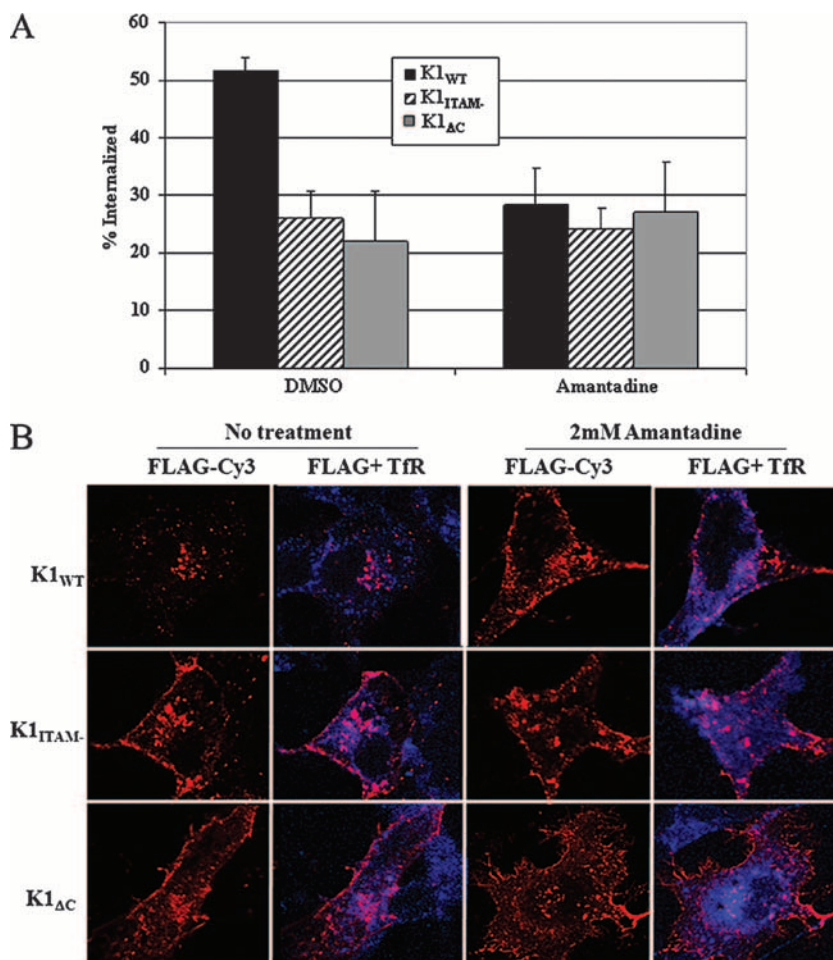 A
60
50
40
30
20
10
0
% Internalized
K1WT
K1ITAM-
K1ΔC
DMSO
Amantadine
B
No treatment
2mM Amantadine
FLAG-Cy3
FLAG+ TfR
FLAG-Cy3
FLAG+ TfR
K1WT
K1ITAM-
K1ΔC